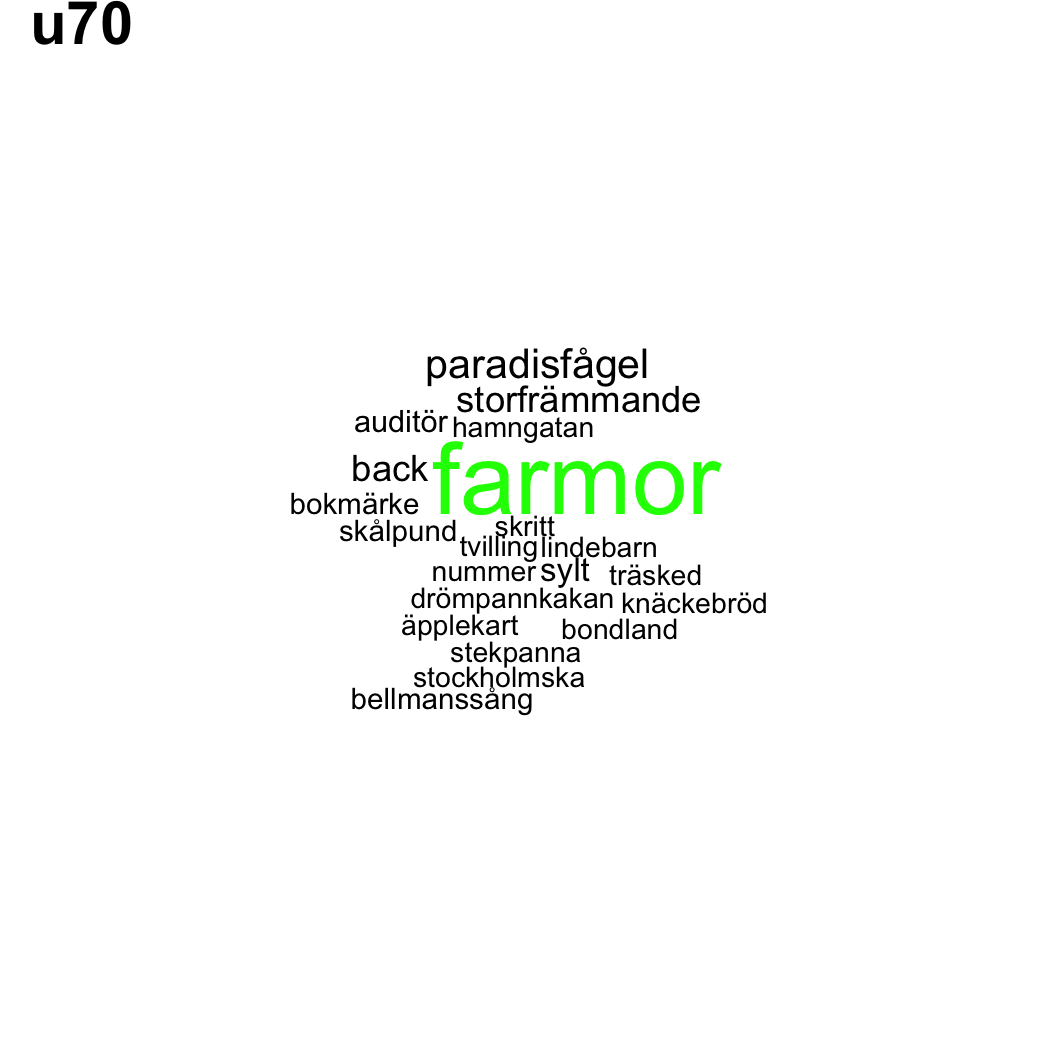 u70
paradisfågel
storfrämmande
auditör hamngatan
back farmor
bokmärke
skålpund skritt
tvilling lindebarn
nummer sylt träsked
drömpannkakan knäckebröd
äpplekart bondland
stekpanna
stockholmska
bellmanssång